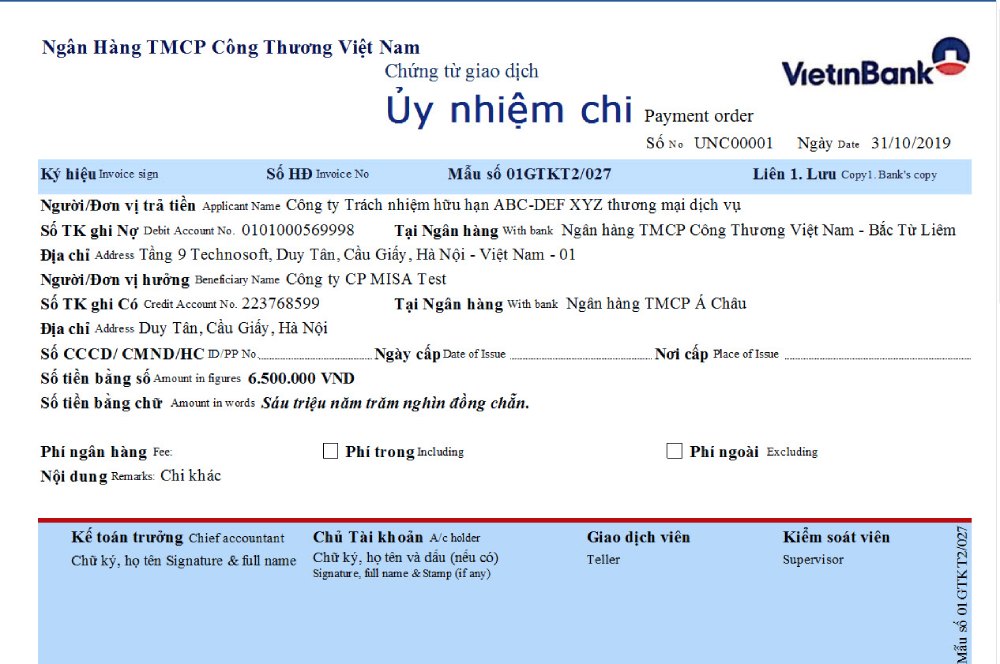 Ngân Hàng TMCP Công Thương Việt Nam
Chứng từ giao dịch
VietinBank
Ủy nhiệm chi Payment order
Số No UNC00001 Ngày Date 31/10/2019
Ký hiệu Invoice sign Số HĐ Invoice No Mẫu số 01GTKT2/027 Liên 1. Lưu Copy1. Bank's copy
Người/Đơn vị trả tiền Applicant Name Công ty Trách nhiệm hữu hạn ABC-DEF XYZ thương mại dịch vụ
Số TK ghi Nợ Debit Account No. 0101000569998 Tại Ngân hàng With bank Ngân hàng TMCP Công Thương Việt Nam - Bắc Từ Liêm
Địa chỉ Address Tầng 9 Technosoft, Duy Tân, Cầu Giấy, Hà Nội - Việt Nam - 01
Người/Đơn vị hưởng Beneficiary Name Công ty CP MISA Test
Số TK ghi Có Credit Account No. 223768599 Tại Ngân hàng With bank Ngân hàng TMCP Á Châu
Địa chỉ Address Duy Tân, Cầu Giấy, Hà Nội
Số CCCD/ CMND/HC ID/PP No. Ngày cấp Date of Issue Nơi cấp Place of Issue
Số tiền bằng số Amount in figures 6.500.000 VND
Số tiền bằng chữ Amount in words Sáu triệu năm trăm nghìn đồng chẵn.
Phí ngân hàng Fee: Phí trong Including Phí ngoài Excluding
Nội dung Remarks: Chi khác
Kế toán trưởng Chief accountant Chủ Tài khoản A/c holder Giao dịch viên Kiểm soát viên
Chữ ký, họ tên Signature & full name Chữ ký, họ tên và dấu (nếu có) Teller Supervisor
Signature, full name & Stamp (if any)
Mẫu số 01GTKT2/027